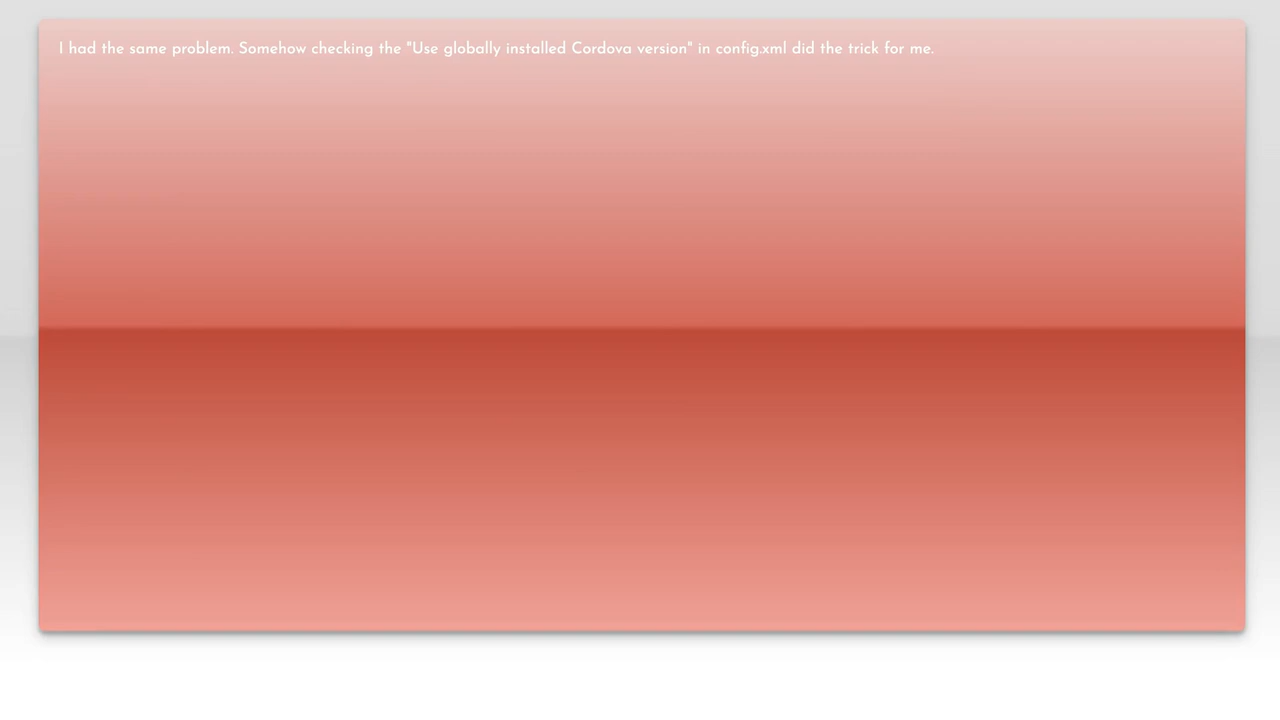 I had the same problem. Somehow checking the "Use globally installed Cordova version" in config.xml did the trick for me.